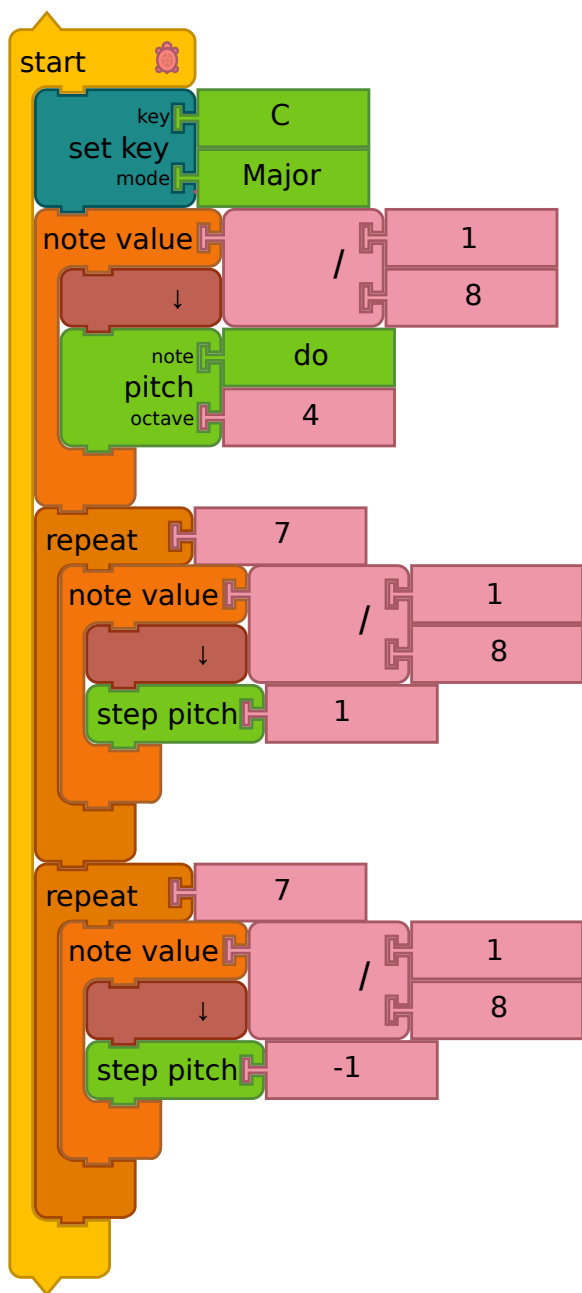 start
key C
set key
mode Major
note value / 1
8
↓
note do
pitch
octave 4
repeat 7
note value / 1
8
↓
step pitch 1
repeat 7
note value / 1
8
↓
step pitch -1